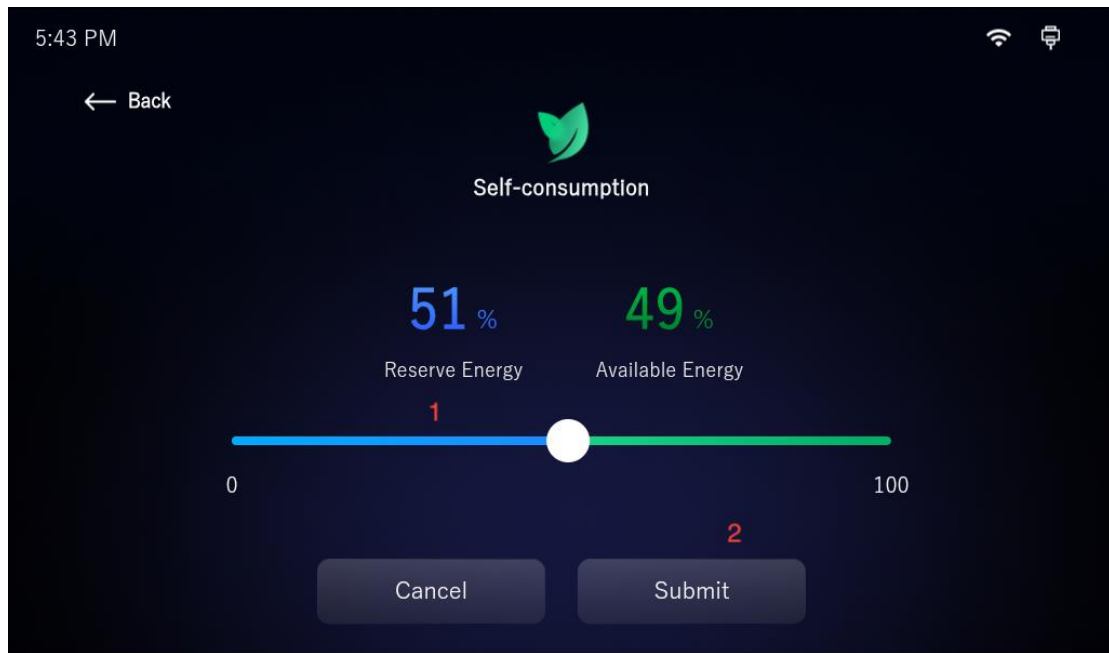 5:43 PM
← Back
Self-consumption
51 % 49 %
Reserve Energy Available Energy
1
0 100
2
Cancel Submit